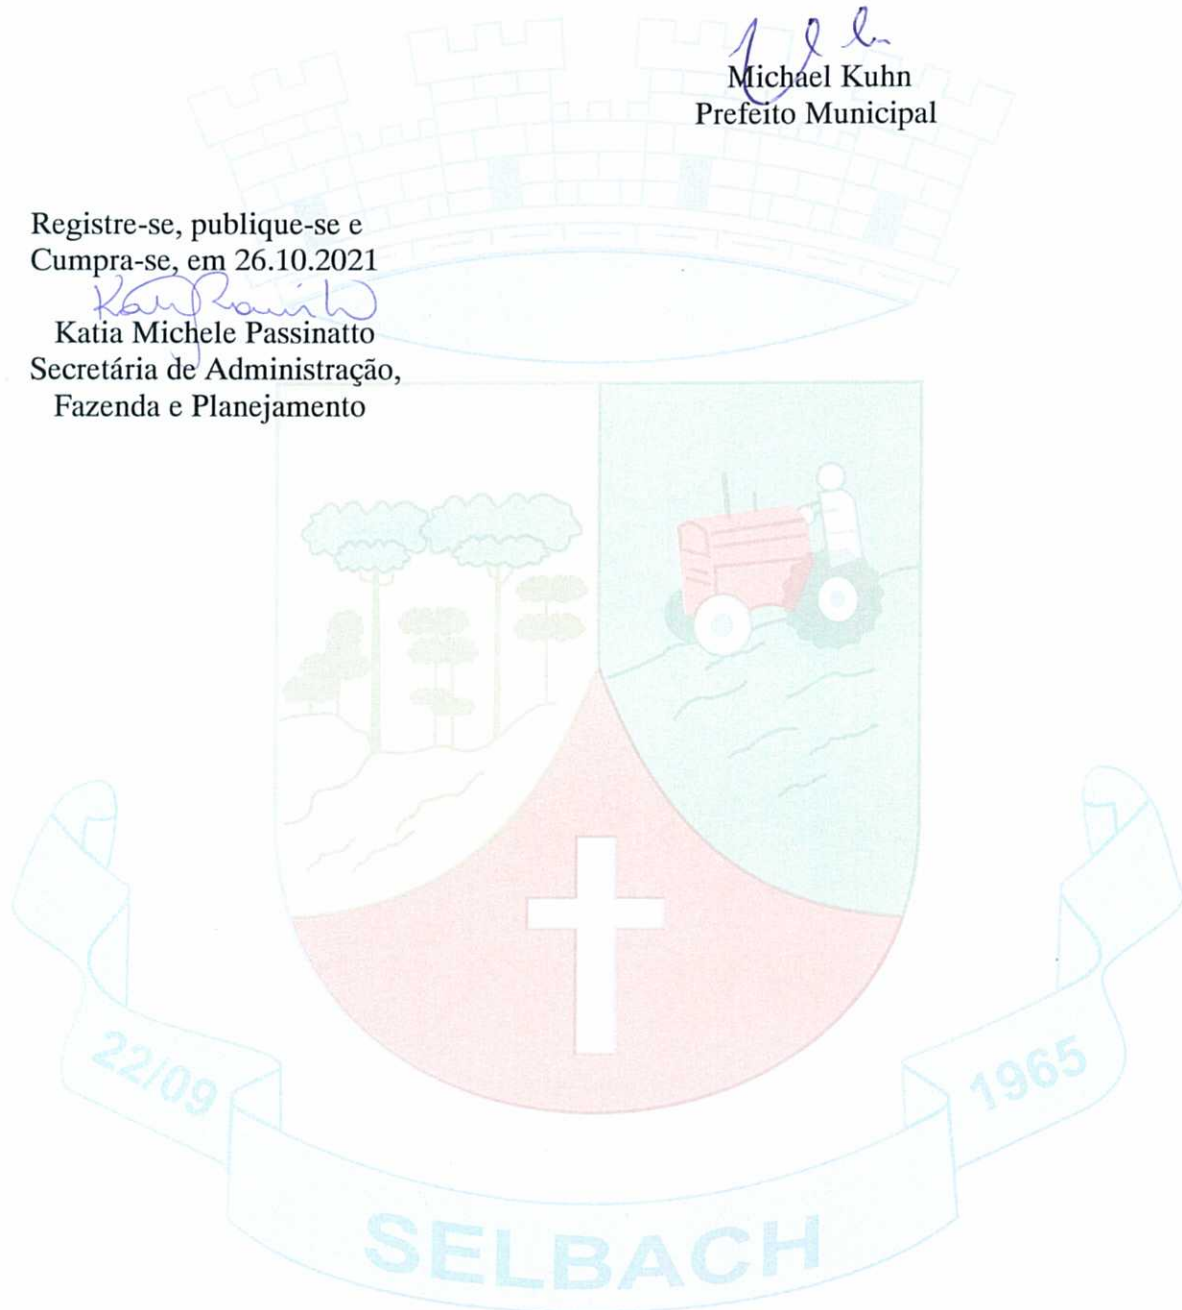 Michael Kuhn
Prefeito Municipal
Registre-se, publique-se e
Cumpra-se, em 26.10.2021
Katia Michele Passinatto
Secretária de Administração,
Fazenda e Planejamento
22/09
1965
SELBACH